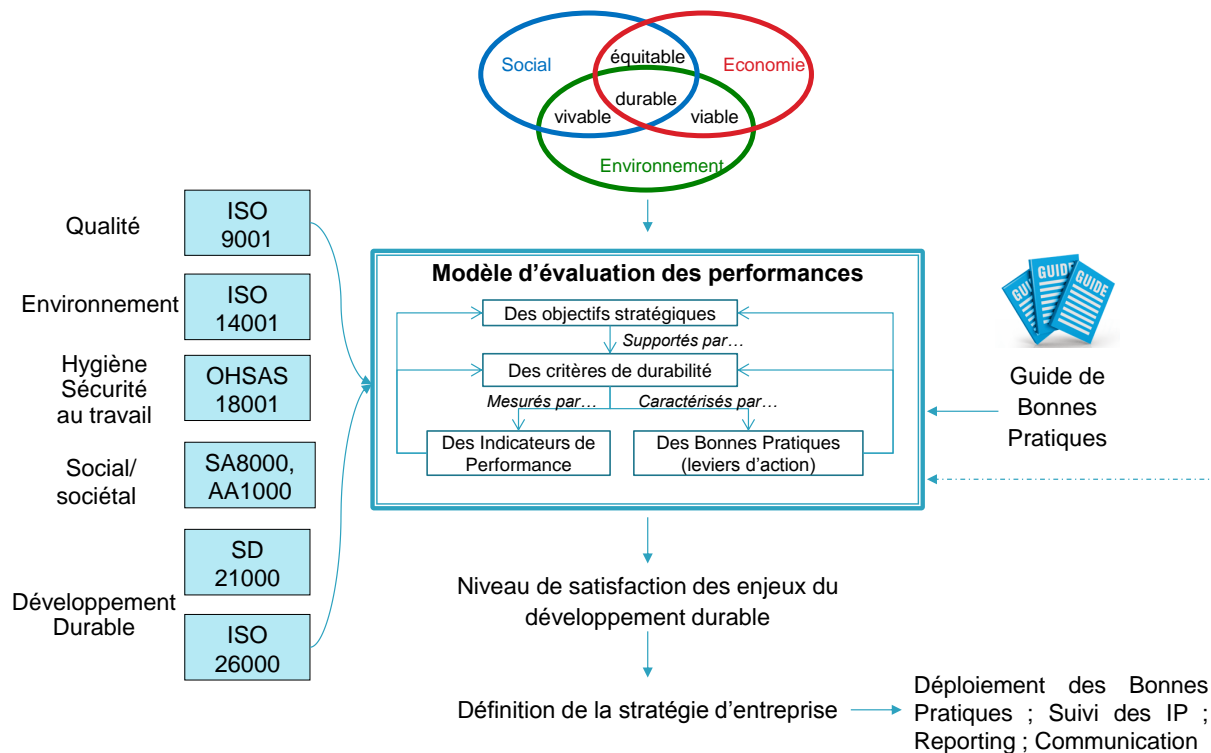 équitable
Social
Economie
durable
vivable
viable
Environnement
Qualité
ISO
9001
Environnement
ISO
14001
Hygiène
Sécurité
au travail
OHSAS
18001
Social/
sociétal
SA8000,
AA1000
Développement
Durable
SD
21000
ISO
26000
Modèle d’évaluation des performances
Des objectifs stratégiques
Supportés par…
Des critères de durabilité
Mesurés par…
Caractérisés par…
Des Indicateurs de
Performance
Des Bonnes Pratiques
(leviers d’action)
GUIDE
GUIDE
GUIDE
Guide de
Bonnes
Pratiques
Niveau de satisfaction des enjeux du
développement durable
Définition de la stratégie d’entreprise
Déploiement des Bonnes
Pratiques ; Suivi des IP ;
Reporting ; Communication